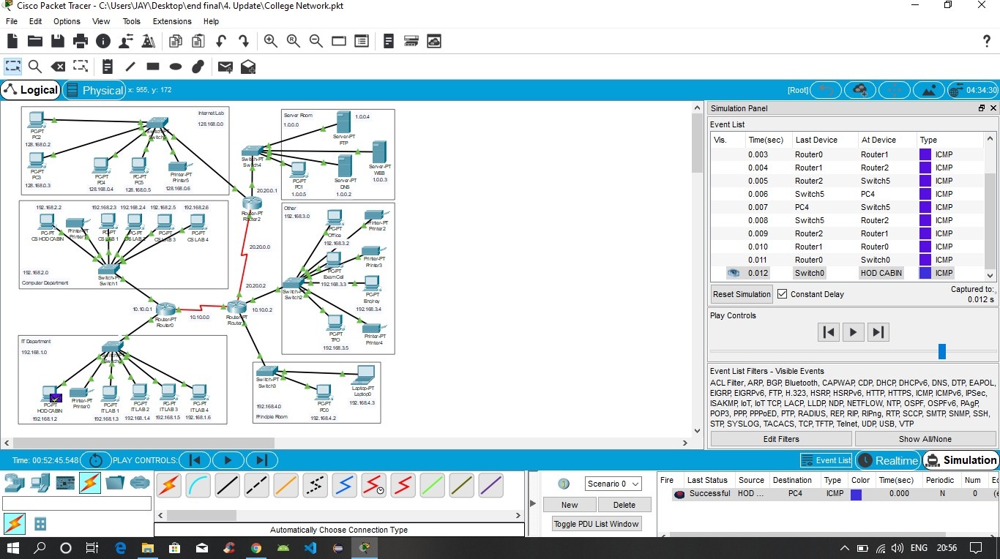 Cisco Packet Tracer - C:\Users\JAY\Desktop\end final\4. Update\College Network.pkt
File Edit Options View Tools Extensions Help
Logical Physical x: 955, y: 172 [Root] 04:34:30
Internet Lab
128.168.0.0
PC-PT
PC2
128.168.0.2
PC3
128.168.0.3
PC-PT
PC4
128.168.0.4
PC-PT
PC5
128.168.0.5
Printer-PT
Printer5
128.168.0.6
Server Room
1.0.0.0
1.0.0.4
Server-PT
FTP
Switch-PT
Switch4
Server-PT
WEB
1.0.0.3
PC-PT
PC1
1.0.0.5
Server-PT
DNS
1.0.0.2
20.20.0.1
Router-PT
Router2
20.20.0.0
20.20.0.2
192.168.2.2 192.168.2.3 192.168.2.4 192.168.2.5 192.168.2.6
PC-PT
CS HOD CABIN
PC-PT
CS LAB 1
PC-PT
PC-PT
CS LAB 3
PC-PT
CS LAB 4
192.168.2.0
Computer Department
Switch-PT
Switch1
Other
192.168.3.0
PC-PT
Office
192.168.3.2
Printer-PT
Printer2
PC-PT
ExamCell
192.168.3.3
Printer-PT
Printer3
Switch-PT
Switch2
PC-PT
Enqirey
192.168.3.4
PC-PT
TPO
192.168.3.5
Printer-PT
Printer4
10.10.0.1
Router-PT
Router0
10.10.0.0
10.10.0.2
IT Department
192.168.1.0
PC-PT
HOD CABIN
192.168.1.2
Printer-PT
Printer0
PC-PT
IT LAB 1
192.168.1.3
PC-PT
IT LAB 2
192.168.1.4
PC-PT
IT LAB 3
192.168.1.5
PC-PT
IT LAB 4
192.168.1.6
Switch-PT
Switch3
192.168.4.0
Principle Room
PC-PT
PC0
192.168.4.2
Laptop-PT
Laptop0
192.168.4.3
Simulation Panel
Event List
Vis. Time(sec) Last Device At Device Type
0.003 Router0 Router1 ICMP
0.004 Router1 Router2 ICMP
0.005 Router2 Switch5 ICMP
0.006 Switch5 PC4 ICMP
0.007 PC4 Switch5 ICMP
0.008 Switch5 Router2 ICMP
0.009 Router2 Router1 ICMP
0.010 Router1 Router0 ICMP
0.011 Router0 Switch0 ICMP
0.012 Switch0 HOD CABIN ICMP
Reset Simulation Constant Delay Captured to:
0.012 s
Play Controls
Event List Filters - Visible Events
ACL Filter, ARP, BGP, Bluetooth, CAPWAP, CDP, DHCP, DHCPv6, DNS, DTP, EAPOL,
EIGRP, EIGRPv6, FTP, H.323, HSRP, HSRPv6, HTTP, HTTPS, ICMP, ICMPv6, IPSec,
ISAKMP, IoT, IoT TCP, LACP, LLDP, NDP, NETFLOW, NTP, OSPF, OSPFv6, PAgP,
POP3, PPP, PPPoED, PTP, RADIUS, REP, RIP, RIPng, RTP, SCCP, SMTP, SNMP, SSH,
STP, SYSLOG, TACACS, TCP, TFTP, Telnet, UDP, USB, VTP
Edit Filters Show All/None
Time: 00:52:45.548 PLAY CONTROLS: Event List Realtime Simulation
Scenario 0
New Delete
Toggle PDU List Window
Automatically Choose Connection Type
Fire Last Status Source Destination Type Color Time(sec) Periodic Num
Successful HOD ... PC4 ICMP 0.000 N 0
ENG 20:56